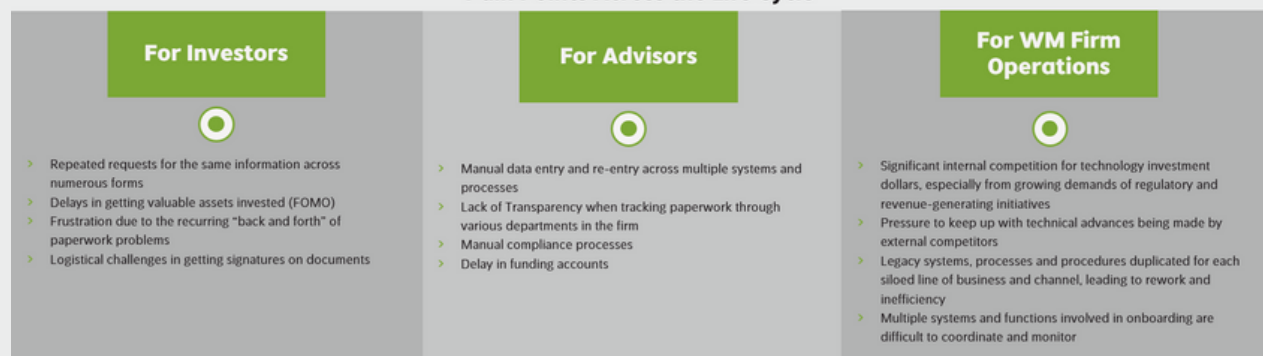 For Investors
Repeated requests for the same information across
numerous forms
Delays in getting valuable assets invested (FOMO)
Frustration due to the recurring “back and forth” of
paperwork problems
Logistical challenges in getting signatures on documents
For Advisors
Manual data entry and re-entry across multiple systems and
processes
Lack of Transparency when tracking paperwork through
various departments in the firm
Manual compliance processes
Delay in funding accounts
For WM Firm
Operations
Significant internal competition for technology investment
dollars, especially from growing demands of regulatory and
revenue-generating initiatives
Pressure to keep up with technical advances being made by
external competitors
Legacy systems, processes and procedures duplicated for each
siloed line of business and channel, leading to rework and
inefficiency
Multiple systems and functions involved in onboarding are
difficult to coordinate and monitor